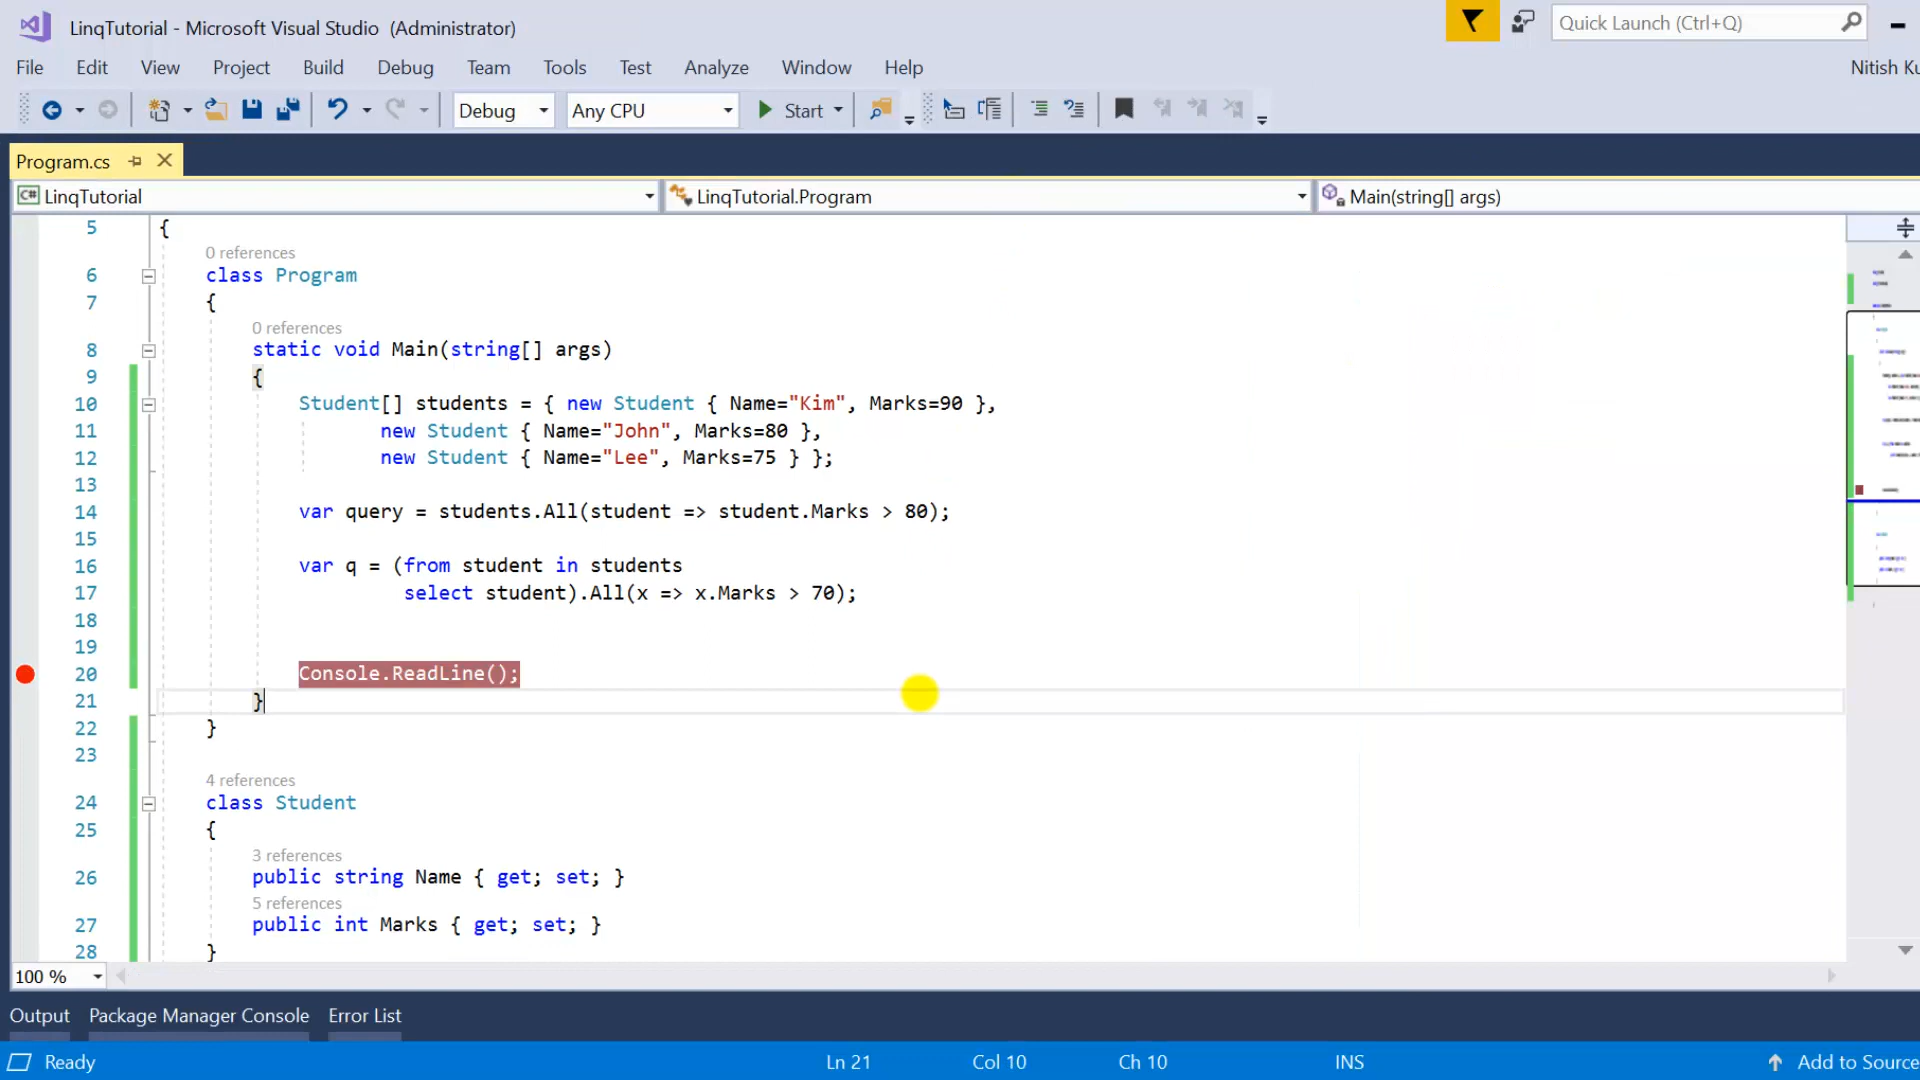 LinqTutorial - Microsoft Visual Studio (Administrator)
Quick Launch (Ctrl+Q)
File Edit View Project Build Debug Team Tools Test Analyze Window Help
Nitish Ku
Debug Any CPU Start
Program.cs
C# LinqTutorial LinqTutorial.Program Main(string[] args)
5 {
0 references
6 class Program
7 {
0 references
8 static void Main(string[] args)
9 {
10 Student[] students = { new Student { Name="Kim", Marks=90 },
11 new Student { Name="John", Marks=80 },
12 new Student { Name="Lee", Marks=75 } };
13
14 var query = students.All(student => student.Marks > 80);
15
16 var q = (from student in students
17 select student).All(x => x.Marks > 70);
18
19
20 Console.ReadLine();
21 }
22 }
23
4 references
24 class Student
25 {
3 references
26 public string Name { get; set; }
5 references
27 public int Marks { get; set; }
28 }
100 %
Output Package Manager Console Error List
Ready Ln 21 Col 10 Ch 10 INS Add to Source